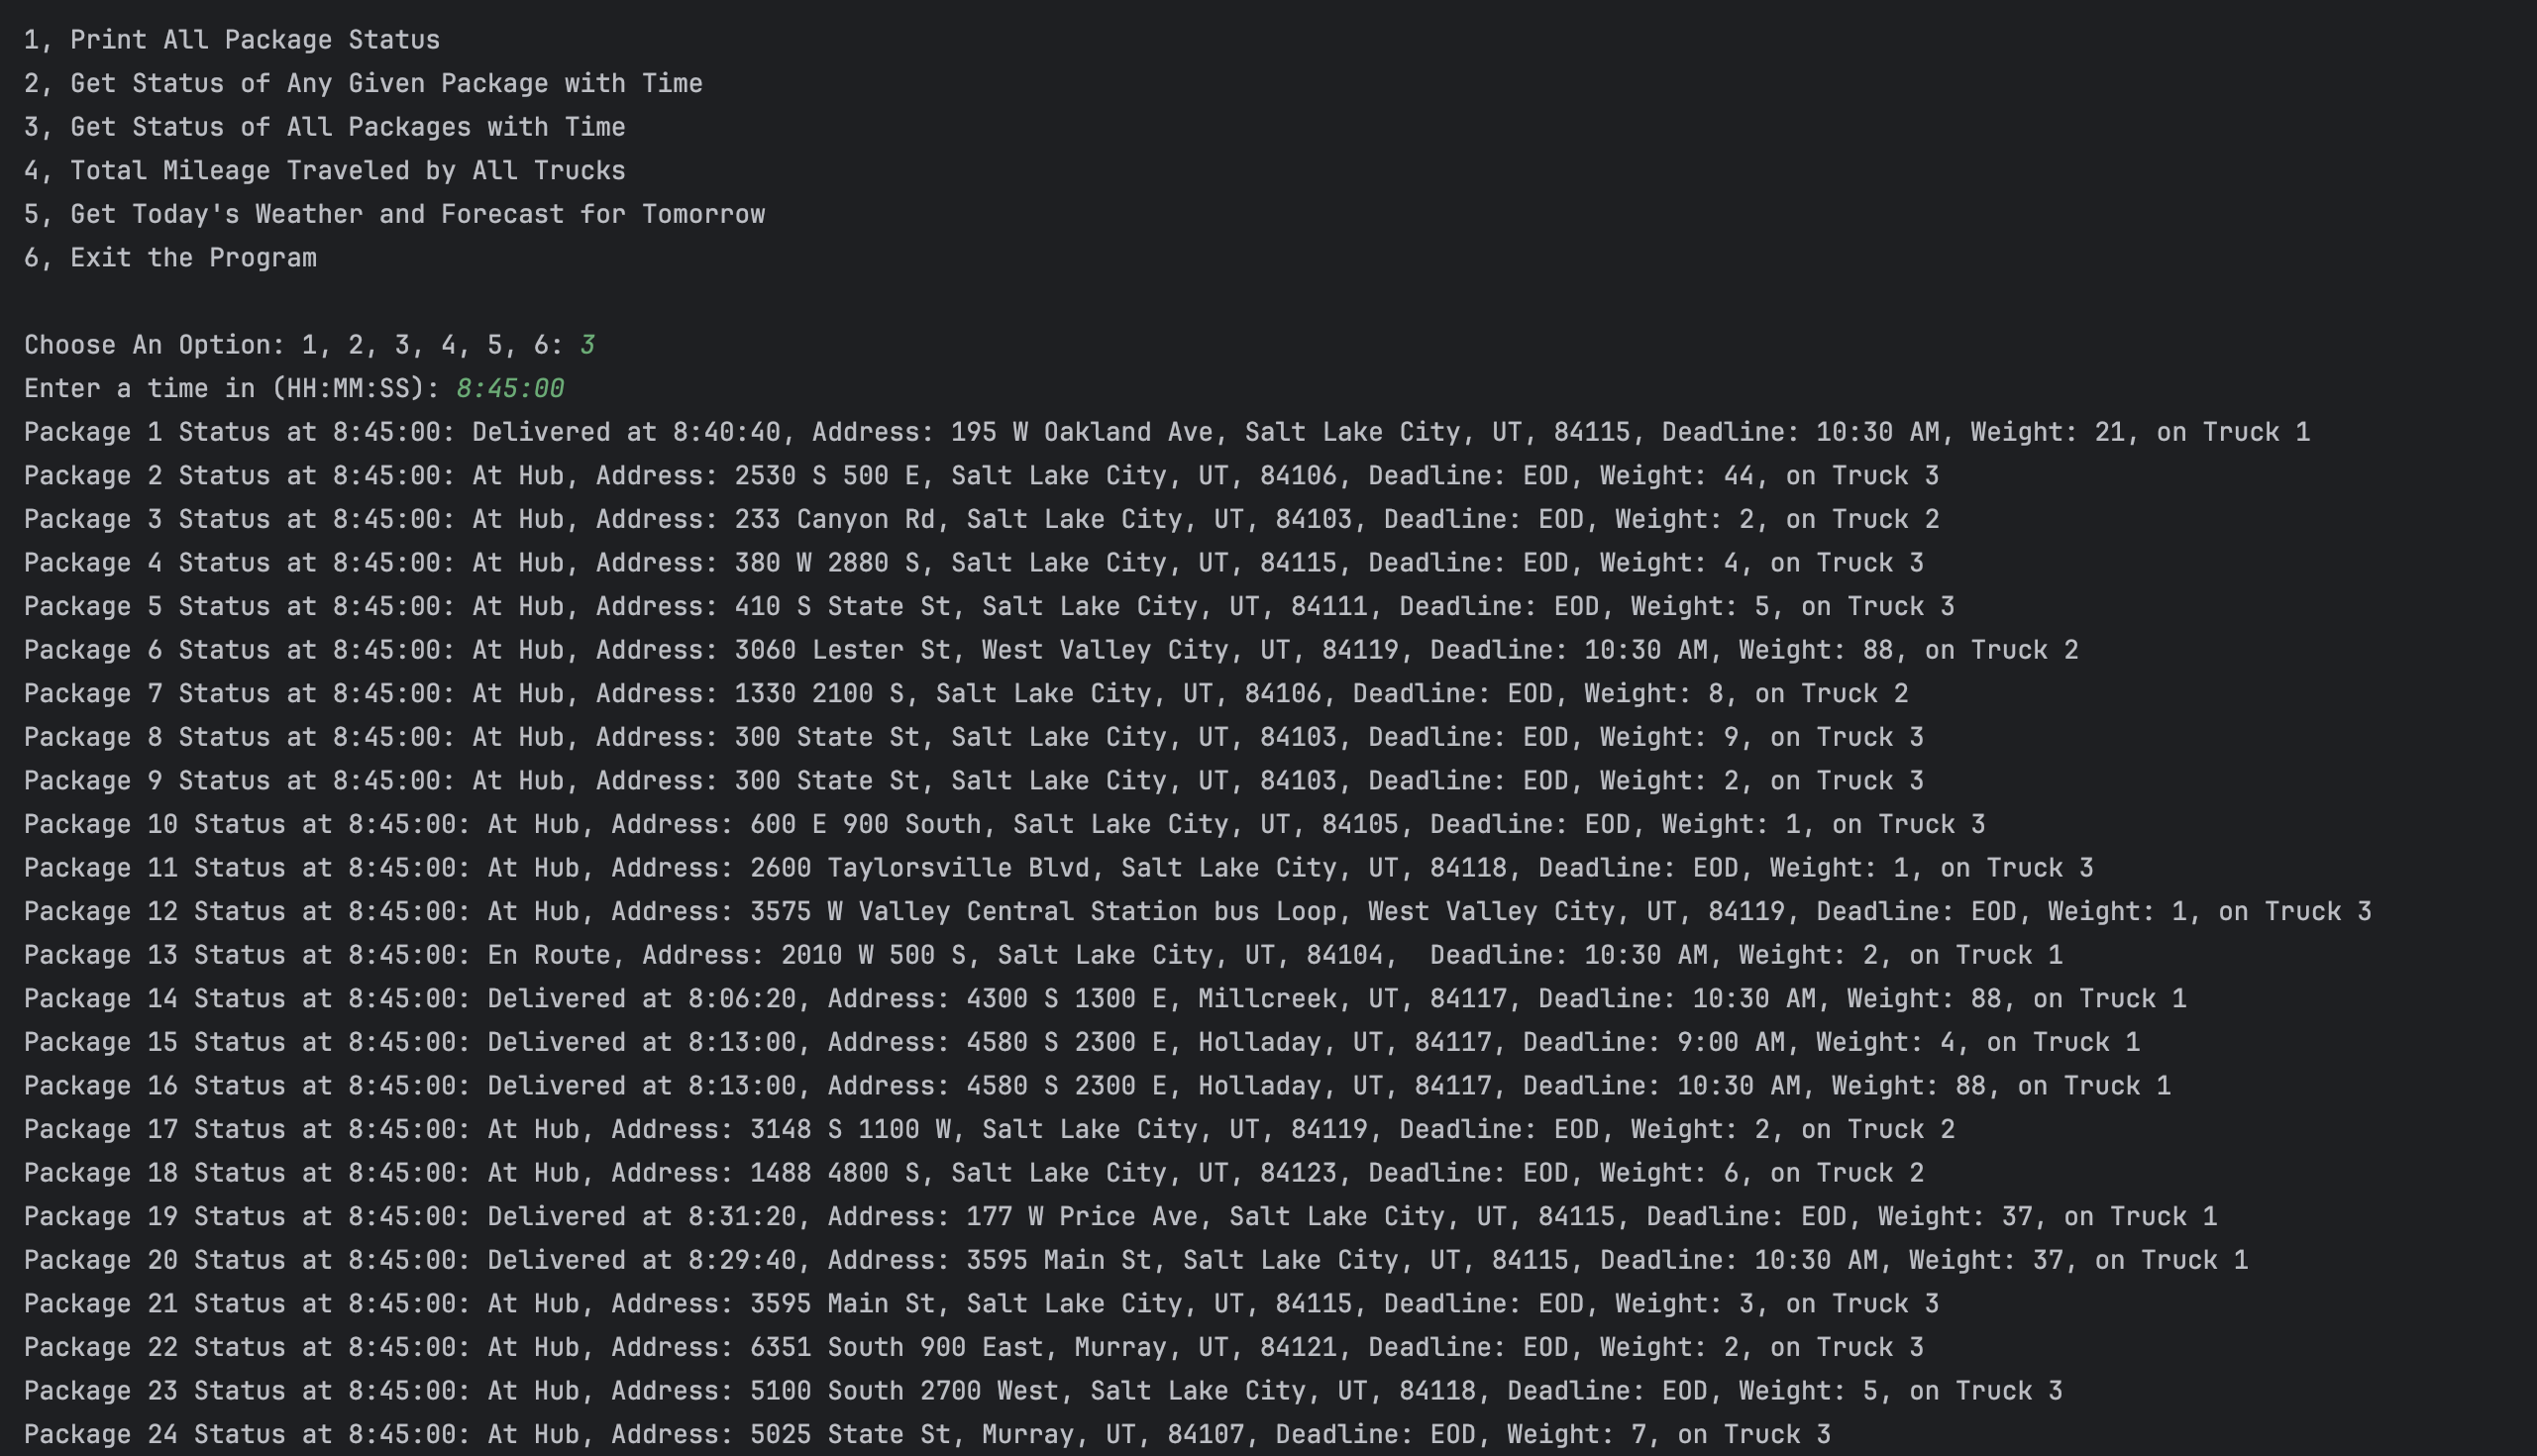 1, Print All Package Status
2, Get Status of Any Given Package with Time
3, Get Status of All Packages with Time
4, Total Mileage Traveled by All Trucks
5, Get Today's Weather and Forecast for Tomorrow
6, Exit the Program
Choose An Option: 1, 2, 3, 4, 5, 6: 3
Enter a time in (HH:MM:SS): 8:45:00
Package 1 Status at 8:45:00: Delivered at 8:40:40, Address: 195 W Oakland Ave, Salt Lake City, UT, 84115, Deadline: 10:30 AM, Weight: 21, on Truck 1
Package 2 Status at 8:45:00: At Hub, Address: 2530 S 500 E, Salt Lake City, UT, 84106, Deadline: EOD, Weight: 44, on Truck 3
Package 3 Status at 8:45:00: At Hub, Address: 233 Canyon Rd, Salt Lake City, UT, 84103, Deadline: EOD, Weight: 2, on Truck 2
Package 4 Status at 8:45:00: At Hub, Address: 380 W 2880 S, Salt Lake City, UT, 84115, Deadline: EOD, Weight: 4, on Truck 3
Package 5 Status at 8:45:00: At Hub, Address: 410 S State St, Salt Lake City, UT, 84111, Deadline: EOD, Weight: 5, on Truck 3
Package 6 Status at 8:45:00: At Hub, Address: 3060 Lester St, West Valley City, UT, 84119, Deadline: 10:30 AM, Weight: 88, on Truck 2
Package 7 Status at 8:45:00: At Hub, Address: 1330 2100 S, Salt Lake City, UT, 84106, Deadline: EOD, Weight: 8, on Truck 2
Package 8 Status at 8:45:00: At Hub, Address: 300 State St, Salt Lake City, UT, 84103, Deadline: EOD, Weight: 9, on Truck 3
Package 9 Status at 8:45:00: At Hub, Address: 300 State St, Salt Lake City, UT, 84103, Deadline: EOD, Weight: 2, on Truck 3
Package 10 Status at 8:45:00: At Hub, Address: 600 E 900 South, Salt Lake City, UT, 84105, Deadline: EOD, Weight: 1, on Truck 3
Package 11 Status at 8:45:00: At Hub, Address: 2600 Taylorsville Blvd, Salt Lake City, UT, 84118, Deadline: EOD, Weight: 1, on Truck 3
Package 12 Status at 8:45:00: At Hub, Address: 3575 W Valley Central Station bus Loop, West Valley City, UT, 84119, Deadline: EOD, Weight: 1, on Truck 3
Package 13 Status at 8:45:00: En Route, Address: 2010 W 500 S, Salt Lake City, UT, 84104,  Deadline: 10:30 AM, Weight: 2, on Truck 1
Package 14 Status at 8:45:00: Delivered at 8:06:20, Address: 4300 S 1300 E, Millcreek, UT, 84117, Deadline: 10:30 AM, Weight: 88, on Truck 1
Package 15 Status at 8:45:00: Delivered at 8:13:00, Address: 4580 S 2300 E, Holladay, UT, 84117, Deadline: 9:00 AM, Weight: 4, on Truck 1
Package 16 Status at 8:45:00: Delivered at 8:13:00, Address: 4580 S 2300 E, Holladay, UT, 84117, Deadline: 10:30 AM, Weight: 88, on Truck 1
Package 17 Status at 8:45:00: At Hub, Address: 3148 S 1100 W, Salt Lake City, UT, 84119, Deadline: EOD, Weight: 2, on Truck 2
Package 18 Status at 8:45:00: At Hub, Address: 1488 4800 S, Salt Lake City, UT, 84123, Deadline: EOD, Weight: 6, on Truck 2
Package 19 Status at 8:45:00: Delivered at 8:31:20, Address: 177 W Price Ave, Salt Lake City, UT, 84115, Deadline: EOD, Weight: 37, on Truck 1
Package 20 Status at 8:45:00: Delivered at 8:29:40, Address: 3595 Main St, Salt Lake City, UT, 84115, Deadline: 10:30 AM, Weight: 37, on Truck 1
Package 21 Status at 8:45:00: At Hub, Address: 3595 Main St, Salt Lake City, UT, 84115, Deadline: EOD, Weight: 3, on Truck 3
Package 22 Status at 8:45:00: At Hub, Address: 6351 South 900 East, Murray, UT, 84121, Deadline: EOD, Weight: 2, on Truck 3
Package 23 Status at 8:45:00: At Hub, Address: 5100 South 2700 West, Salt Lake City, UT, 84118, Deadline: EOD, Weight: 5, on Truck 3
Package 24 Status at 8:45:00: At Hub, Address: 5025 State St, Murray, UT, 84107, Deadline: EOD, Weight: 7, on Truck 3